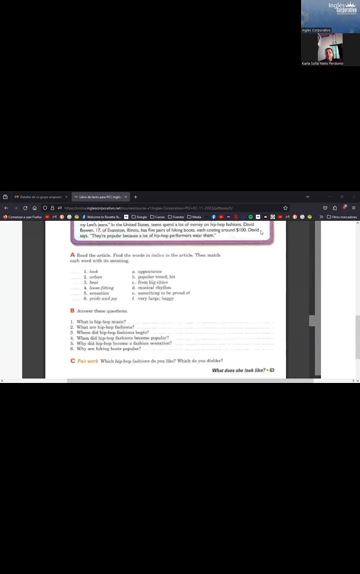 Inglés Corporativo
Inglés Corporativo
Karla Sofia Nieto Perdomo
my Levi's jeans." In the United States, teens spend a lot of money on hip-hop fashions. David
Bowen, 17, of Evanston, Illinois, has five pairs of hiking boots, each costing around $100. David
says, "They're popular because a lot of hip-hop performers wear them."
A Read the article. Find the words in italics in the article. Then match
each word with its meaning.
1. look a. appearance
2. urban b. popular trend; hit
3. beat c. from big cities
4. loose-fitting d. musical rhythm
5. sensation e. something to be proud of
6. pride and joy f. very large; baggy
B Answer these questions.
1. What is hip-hop music?
2. What are hip-hop fashions?
3. Where did hip-hop fashions begin?
4. When did hip-hop fashions become popular?
5. Why did hip-hop become a fashion sensation?
6. Why are hiking boots popular?
C Pair work Which hip-hop fashions do you like? Which do you dislike?
What does she look like? • 63